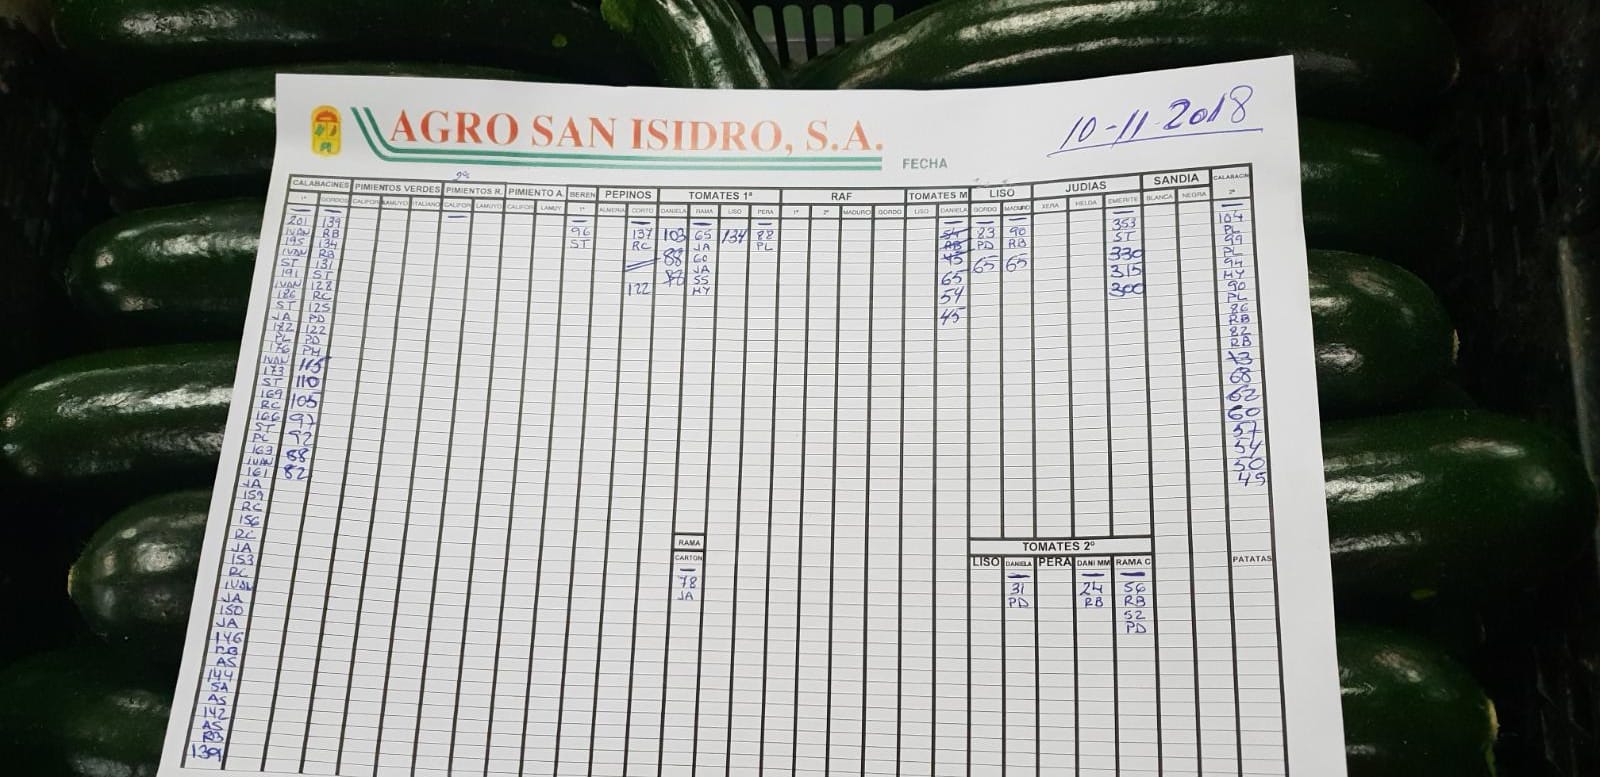 AGRO SAN ISIDRO, S.A.
FECHA 10-11-2018
CALABACINES PIMIENTOS VERDES PIMIENTOS R. PIMIENTO A. BEREN PEPINOS TOMATES 1ª RAF TOMATES M LISO JUDIAS SANDIA CALABACIN
1ª GORDOS CALIFOR LAMUYO ITALIANO CALIFOR LAMUYO CALIFOR LAMUY 1ª ALMERIA CORTO DANIELA RAMA LISO PERA 1ª 2ª MADURO GORDO LISO DANIELA GORDO MADURO XERA HELDA EMERITE BLANCA NEGRA 2ª
201
IVAN
195
IVAN
ST
191
IVAN
186
ST
JA
182
PL
176
IVAN
173
ST
169
RC
166
ST
PL
163
IVAN
161
JA
159
RC
156
RC
JA
153
RC
IVAN
JA
150
JA
146
RB
AS
144
SA
AS
142
AS
RB
139
139
RB
134
RB
131
ST
128
RC
125
PD
122
PD
PH
115
110
105
97
92
88
82
96
ST
137
RC
122
103
88
65
JA
60
JA
55
HY
134
88
PL
54
RB
45
65
54
45
83
PD
65
90
RB
65
353
ST
330
315
300
104
PL
99
PL
94
HY
90
PL
86
RB
82
RB
73
68
62
60
57
54
50
45
RAMA
CARTON
78
JA
TOMATES 2º
LISO DANIELA PERA DANI MM RAMA C
31
PD
24
RB
56
RB
52
PD
PATATAS